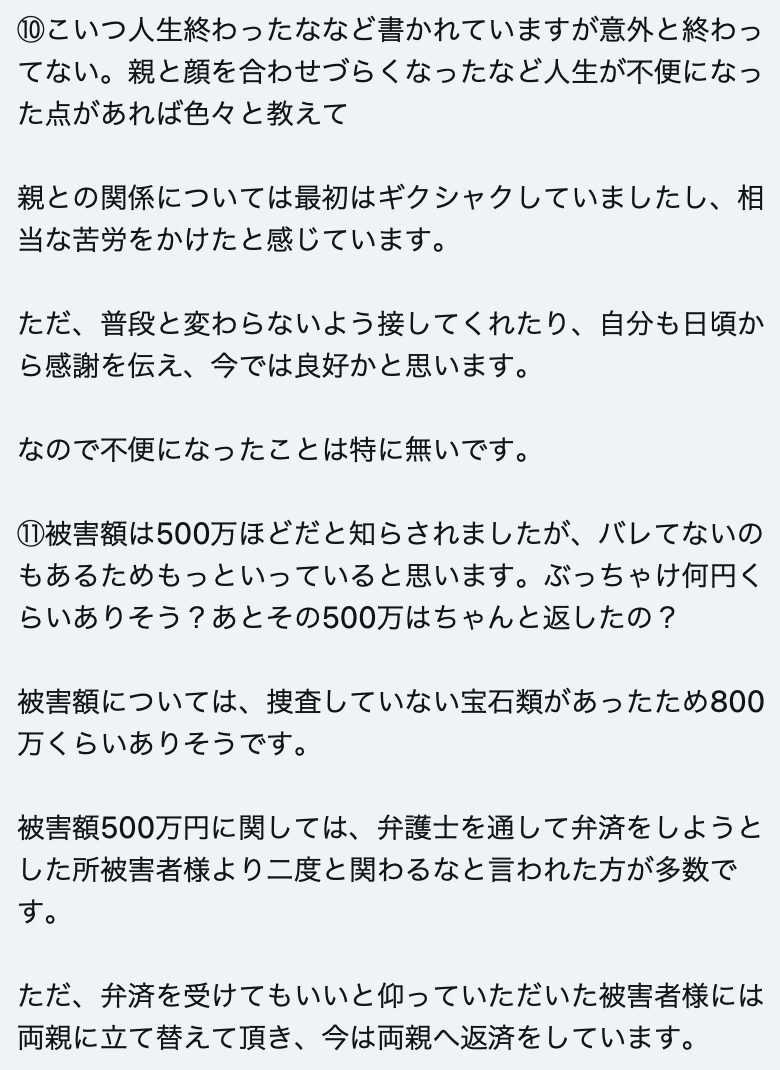 ⑩こいつ人生終わったななど書かれていますが意外と終わっ
てない。親と顔を合わせづらくなったなど人生が不便になっ
た点があれば色々と教えて
親との関係については最初はギクシャクしていましたし、相
当な苦労をかけたと感じています。
ただ、普段と変わらないよう接してくれたり、自分も日頃か
ら感謝を伝え、今では良好かと思います。
なので不便になったことは特に無いです。
⑪被害額は500万ほどだと知らされましたが、バレてないの
もあるためもっといっていると思います。ぶっちゃけ何円く
らいありそう？あとその500万はちゃんと返したの？
被害額については、捜査していない宝石類があったため800
万くらいありそうです。
被害額500万円に関しては、弁護士を通して弁済をしようと
した所被害者様より二度と関わるなと言われた方が多数で
す。
ただ、弁済を受けてもいいと仰っていただいた被害者様には
両親に立て替えて頂き、今は両親へ返済をしています。